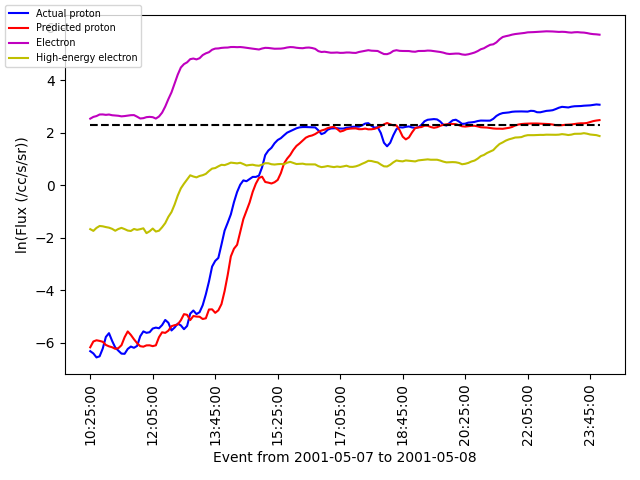 Actual proton
Predicted proton
Electron
High-energy electron
4
2
0
−2
−4
−6
ln(Flux (/cc/s/sr))
10:25:00
12:05:00
13:45:00
15:25:00
17:05:00
18:45:00
20:25:00
22:05:00
23:45:00
Event from 2001-05-07 to 2001-05-08